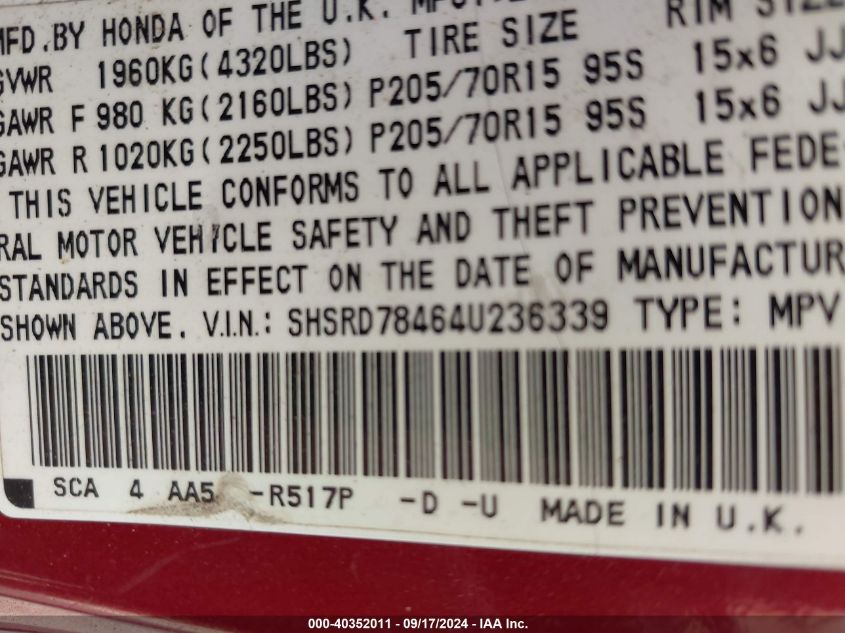 MFD.BY HONDA OF THE U.K.
GVWR 1960KG(4320LBS) TIRE SIZE RIM SIZE
GAWR F 980 KG(2160LBS) P205/70R15 95S 15x6 JJ
GAWR R 1020KG(2250LBS) P205/70R15 95S 15x6 JJ
THIS VEHICLE CONFORMS TO ALL APPLICABLE FEDE-
RAL MOTOR VEHICLE SAFETY AND THEFT PREVENTION
STANDARDS IN EFFECT ON THE DATE OF MANUFACTUR
SHOWN ABOVE. V.I.N.: SHSRD78464U236339 TYPE: MPV
SCA 4 AA5 -R517P -D -U MADE IN U.K.
000-40352011 - 09/17/2024 - IAA Inc.